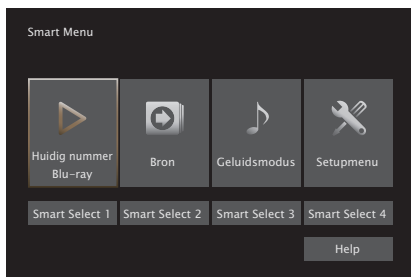 Smart Menu
Huidig nummer
Blu-ray
Bron
Geluidsmodus
Setupmenu
Smart Select 1
Smart Select 2
Smart Select 3
Smart Select 4
Help